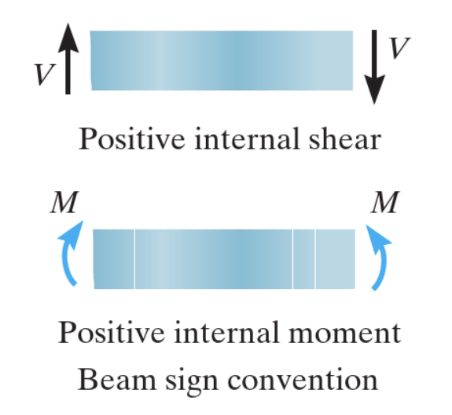 V V
Positive internal shear
M M
Positive internal moment
Beam sign convention